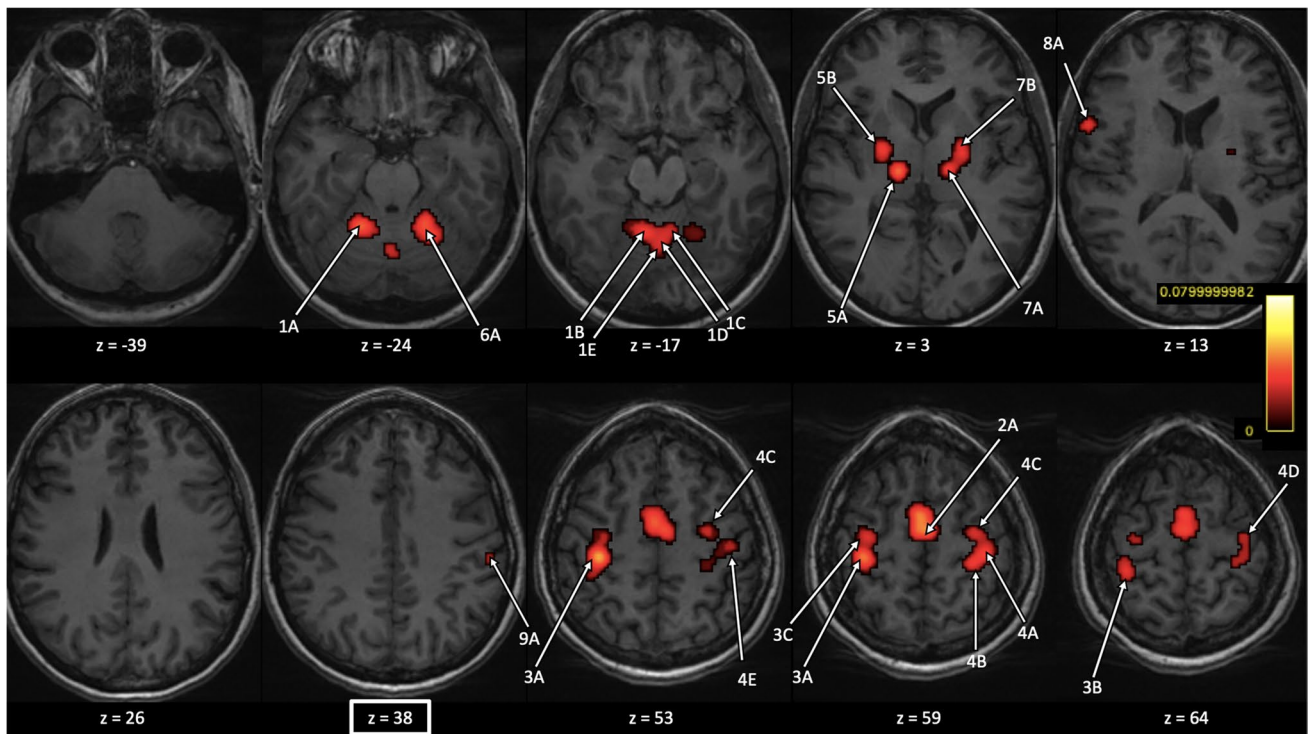 8A
5B
7B
0.0799999982
1A
6A
1B
1E
1D
1C
5A
7A
0
z = -39
z = -24
z = -17
z = 3
z = 13
2A
4C
4C
4D
9A
3A
4E
3C
3A
4B
4A
3B
z = 26
z = 38
z = 53
z = 59
z = 64